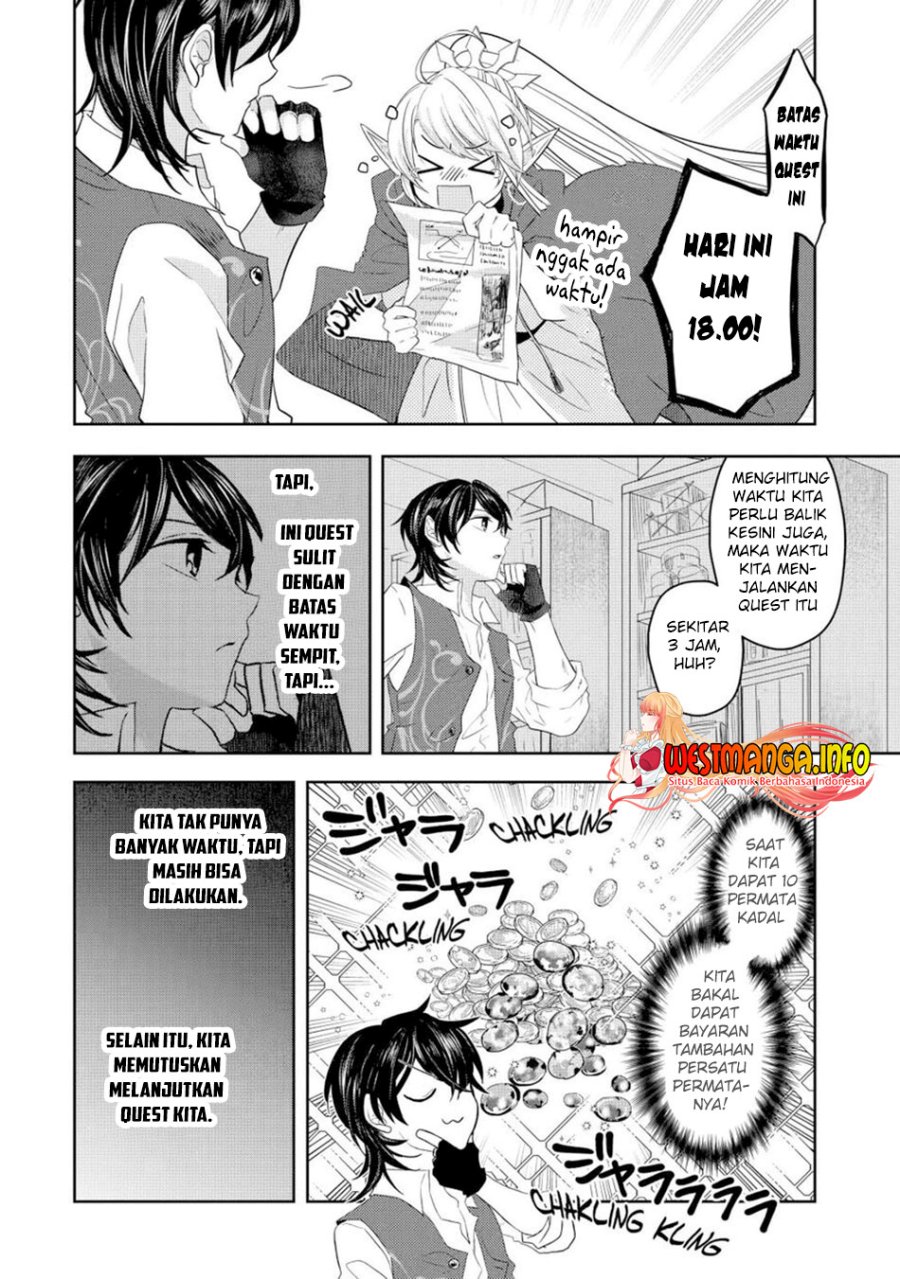 BATAS
WAKTU
QUEST
INI
HARI INI
JAM
18.00!
hampir
nggak ada
waktu!
WAIL
MENGHITUNG
WAKTU KITA
PERLU BALIK
KESINI JUGA,
MAKA WAKTU
KITA MEN-
JALANKAN
QUEST ITU
SEKITAR
3 JAM,
HUH?
TAPI,
INI QUEST
SULIT
DENGAN
BATAS
WAKTU
SEMPIT,
TAPI...
WESTMANGA.INFO
Situs Baca Komik Berbahasa Indonesia
SAAT
KITA
DAPAT 10
PERMATA
KADAL
KITA
BAKAL
DAPAT
BAYARAN
TAMBAHAN
PERSATU
PERMATA-
NYA!
ジャラ
CHACKLING
ジャラ
CHACKLING
ジャラララララ
CHAKLING KLING
KITA TAK PUNYA
BANYAK WAKTU, TAPI
MASIH BISA
DILAKUKAN.
SELAIN ITU, KITA
MEMUTUSKAN
MELANJUTKAN
QUEST KITA.